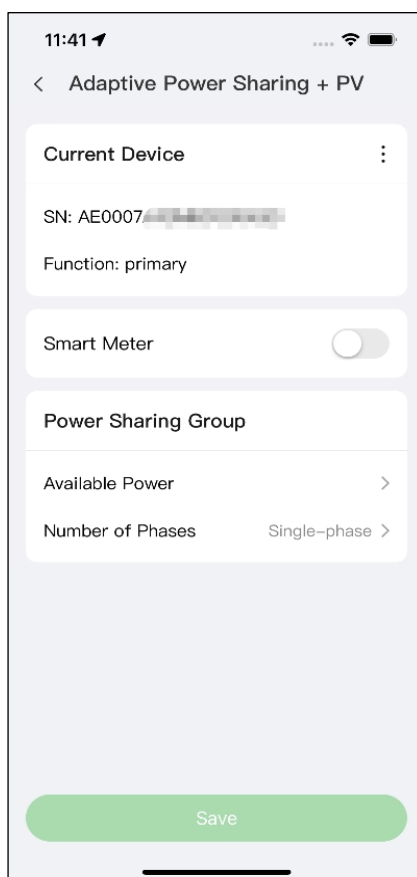 11:41
Adaptive Power Sharing + PV
Current Device
SN: AE0007
Function: primary
Smart Meter
Power Sharing Group
Available Power
Number of Phases Single-phase
Save